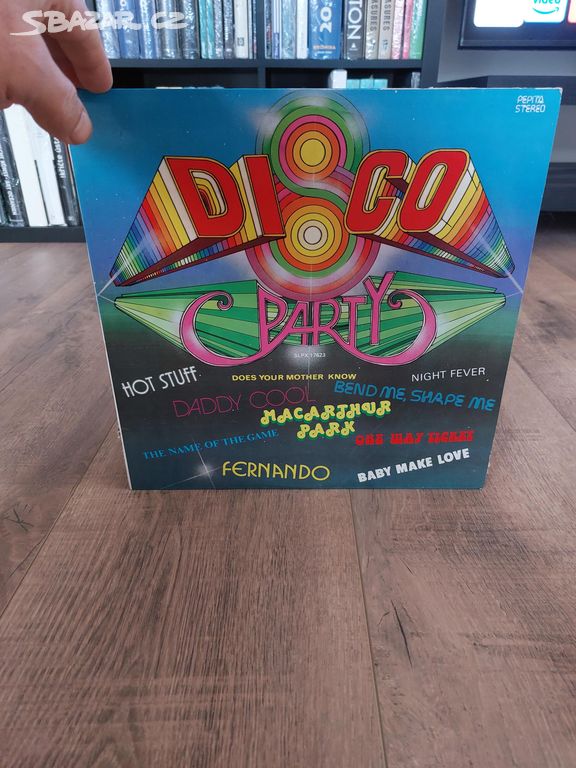 SBAZAR.CZ
VIDEO
PEPITA
STEREO
DISCO
PARTY
SLPX 17623
HOT STUFF
DOES YOUR MOTHER KNOW
NIGHT FEVER
DADDY COOL
BEND ME, SHAPE ME
MACARTHUR
PARK
THE NAME OF THE GAME
ONE WAY TICKET
FERNANDO
BABY MAKE LOVE